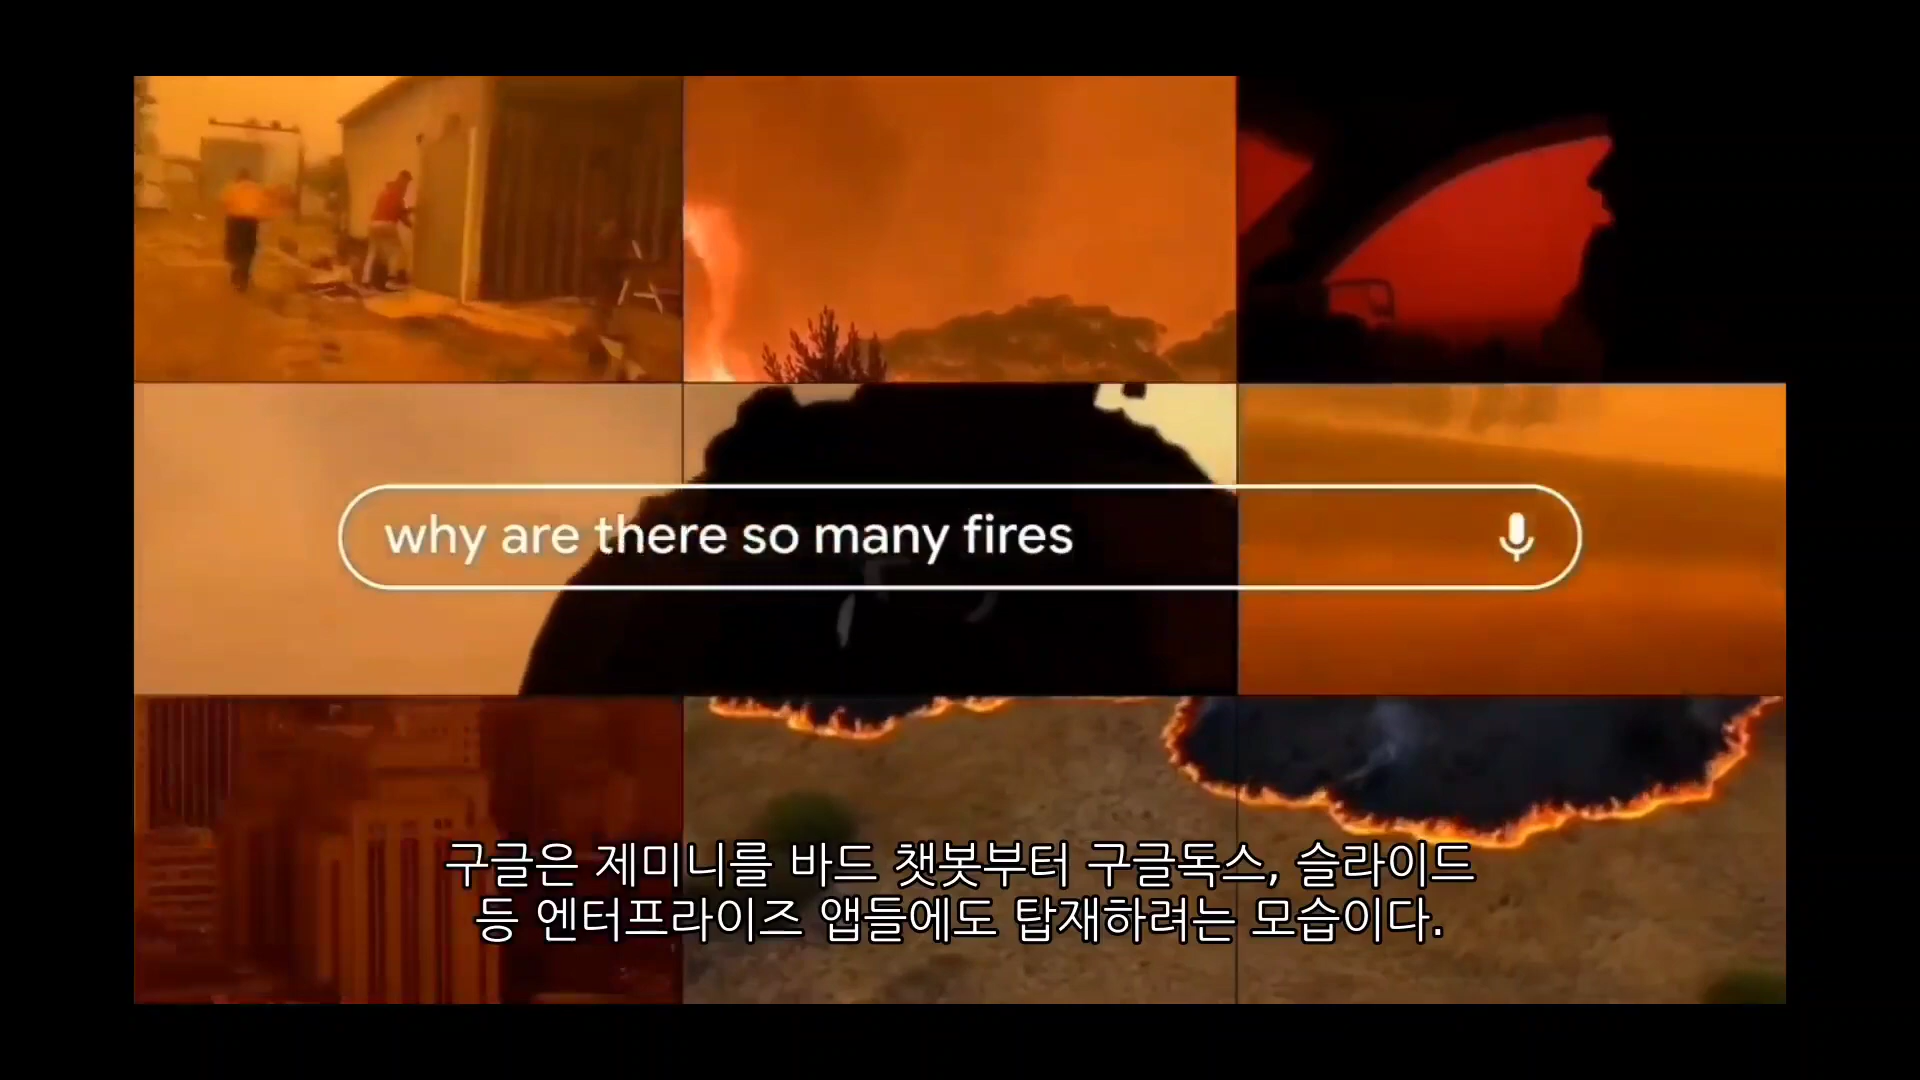 why are there so many fires
구글은 제미니를 바드 챗봇부터 구글독스, 슬라이드
등 엔터프라이즈 앱들에도 탑재하려는 모습이다.